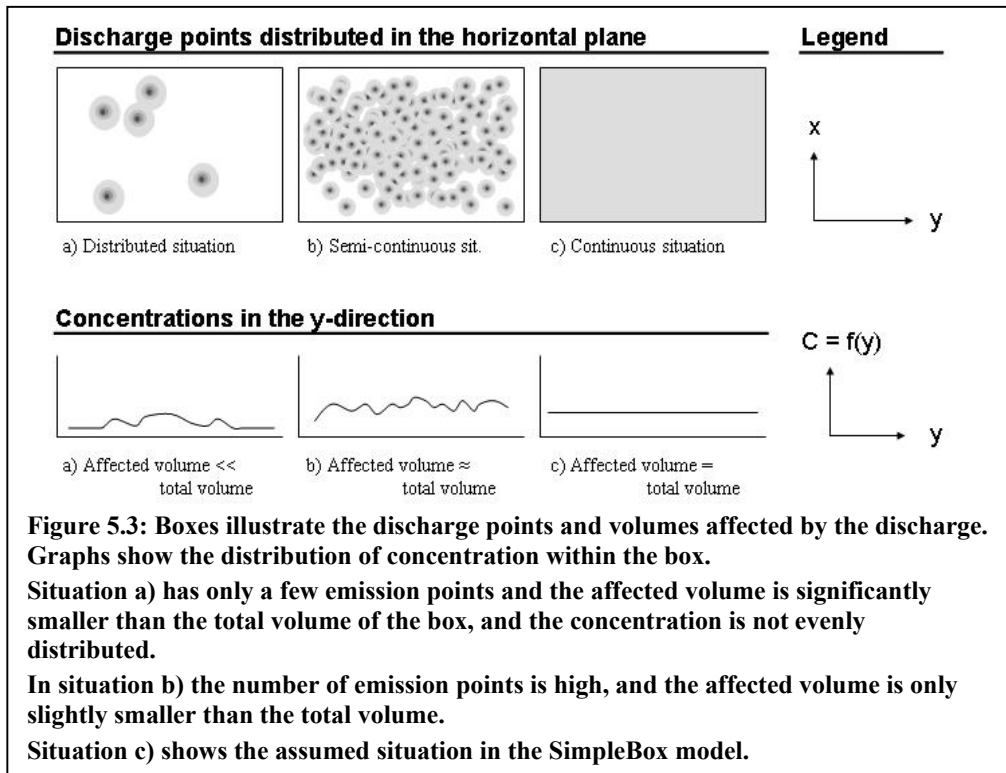 Discharge points distributed in the horizontal plane
Legend
x
y
a) Distributed situation
b) Semi-continuous sit.
c) Continuous situation
Concentrations in the y-direction
C = f(y)
y
a) Affected volume <<
total volume
b) Affected volume ≈
total volume
c) Affected volume =
total volume
Figure 5.3: Boxes illustrate the discharge points and volumes affected by the discharge.
Graphs show the distribution of concentration within the box.
Situation a) has only a few emission points and the affected volume is significantly
smaller than the total volume of the box, and the concentration is not evenly
distributed.
In situation b) the number of emission points is high, and the affected volume is only
slightly smaller than the total volume.
Situation c) shows the assumed situation in the SimpleBox model.